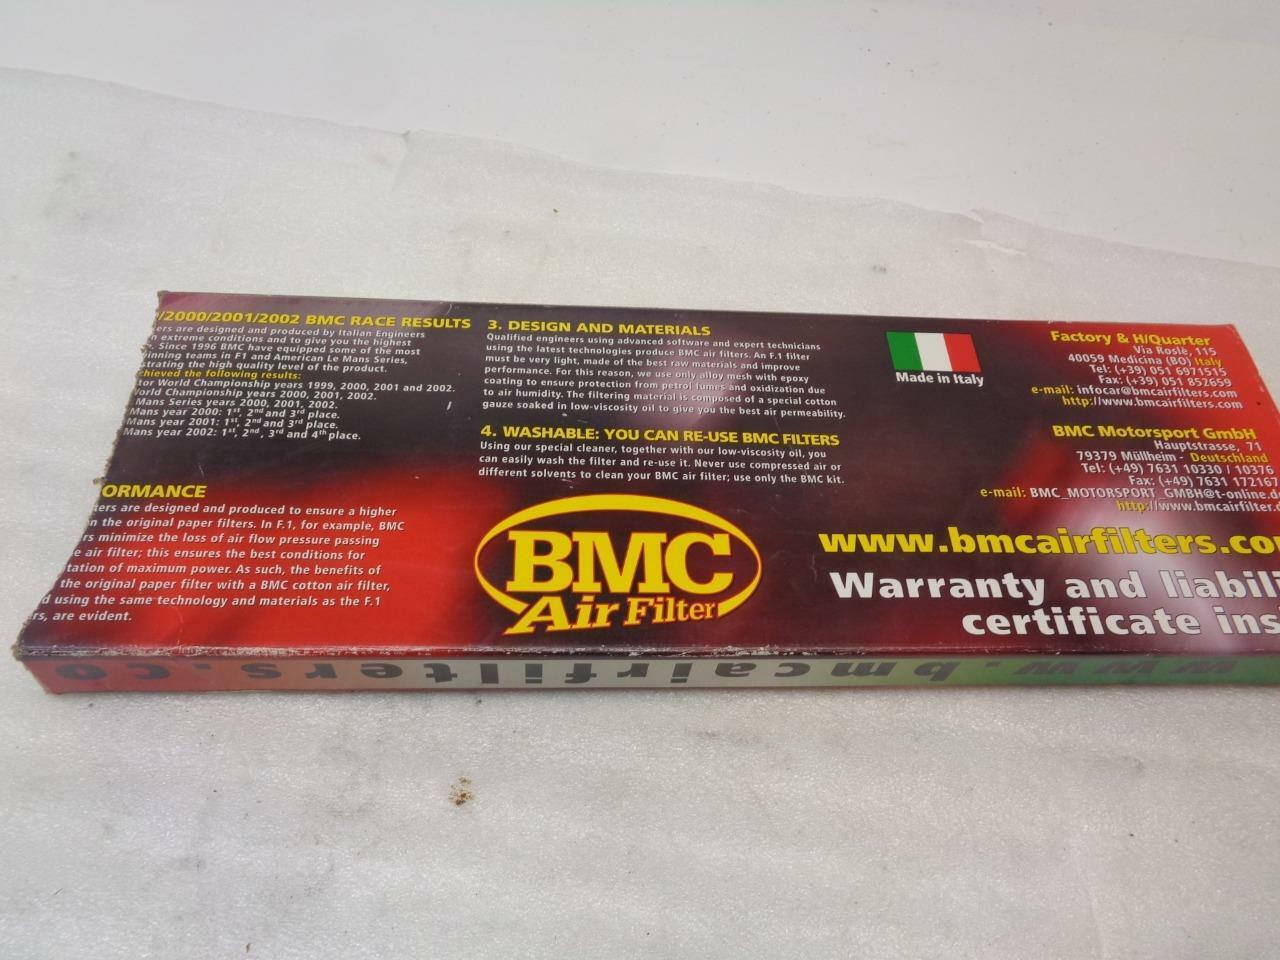 /2000/2001/2002 BMC RACE RESULTS
ers are designed and produced by Italian Engineers
n extreme conditions and to give you the highest
e. Since 1996 BMC have equipped some of the most
inning teams in F1 and American Le Mans Series,
strating the high quality level of the product.
chieved the following results:
tor World Championship years 1999, 2000, 2001 and 2002.
World Championship years 2000, 2001, 2002.
Mans Series years 2000, 2001, 2002.
Mans year 2000: 1st, 2nd and 3rd place.
Mans year 2001: 1st, 2nd and 3rd place.
Mans year 2002: 1st, 2nd, 3rd and 4th place.
ORMANCE
ters are designed and produced to ensure a higher
n the original paper filters. In F.1, for example, BMC
rs minimize the loss of air flow pressure passing
e air filter; this ensures the best conditions for
tation of maximum power. As such, the benefits of
the original paper filter with a BMC cotton air filter,
d using the same technology and materials as the F.1
rs, are evident.
3. DESIGN AND MATERIALS
Qualified engineers using advanced software and expert technicians
using the latest technologies produce BMC air filters. An F.1 filter
must be very light, made of the best raw materials and improve
performance. For this reason, we use only alloy mesh with epoxy
coating to ensure protection from petrol fumes and oxidization due
to air humidity. The filtering material is composed of a special cotton
gauze soaked in low-viscosity oil to give you the best air permeability.
4. WASHABLE: YOU CAN RE-USE BMC FILTERS
Using our special cleaner, together with our low-viscosity oil, you
can easily wash the filter and re-use it. Never use compressed air or
different solvents to clean your BMC air filter; use only the BMC kit.
BMC
Air Filter
Made in Italy
Factory & H/Quarter
Via Roslè, 115
40059 Medicina (BO) Italy
Tel: (+39) 051 6971515
Fax: (+39) 051 852659
e-mail: infocar@bmcairfilters.com
http://www.bmcairfilters.com
BMC Motorsport GmbH
Hauptstrasse, 71
79379 Müllheim - Deutschland
Tel: (+49) 7631 10330 / 10376
Fax: (+49) 7631 172167
e-mail: BMC_MOTORSPORT_GMBH@t-online.d
http://www.bmcairfilter.d
www.bmcairfilters.co
Warranty and liabili
certificate ins
www.bmcairfilters.co